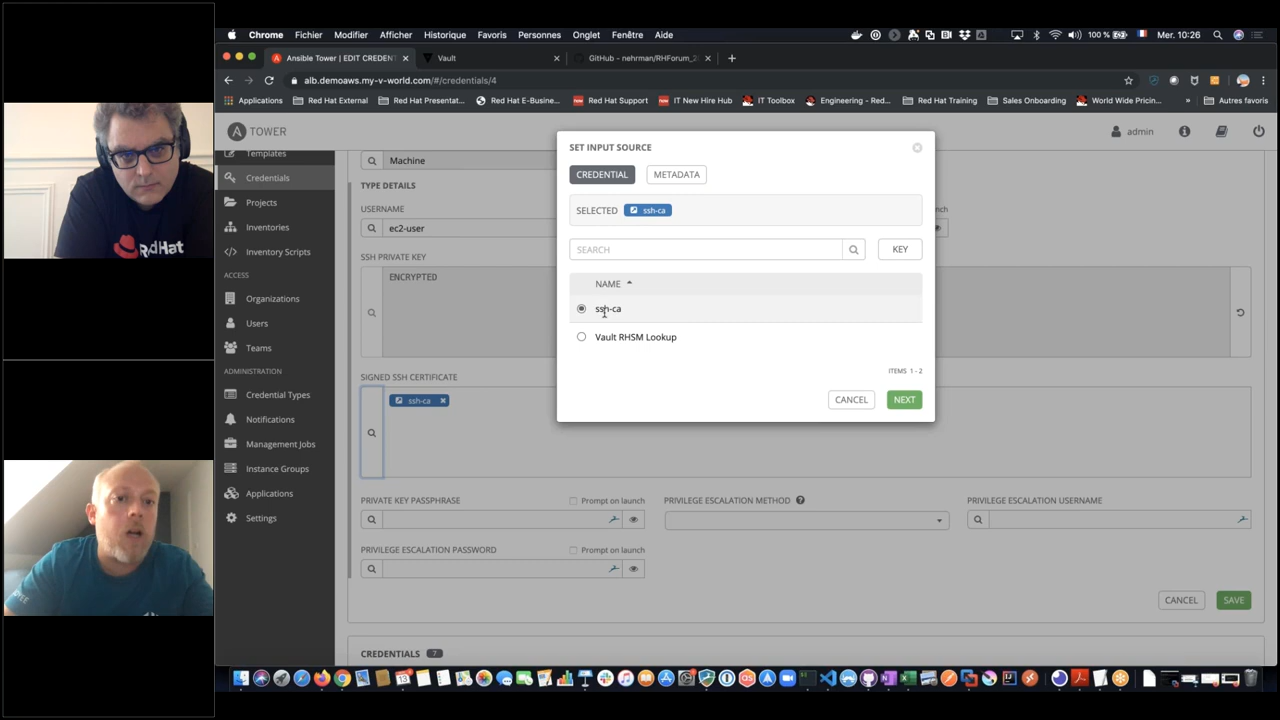 Chrome Fichier Modifier Afficher Historique Favoris Personnes Onglet Fenêtre Aide 100 % Mer. 10:26
Ansible Tower | EDIT CREDENT × Vault × GitHub - nehrman/RHForum_2 ×
alb.demoaws.my-v-world.com/#/credentials/4
Applications Red Hat External Red Hat Presentat... Red Hat E-Busine... Red Hat Support IT New Hire Hub IT Toolbox Engineering - Red... Red Hat Training Sales Onboarding World Wide Pricin... » Autres favoris
A TOWER admin
Templates
Credentials
Projects
Inventories
Inventory Scripts
ACCESS
Organizations
Users
Teams
ADMINISTRATION
Credential Types
Notifications
Management Jobs
Instance Groups
Applications
Settings
Machine
TYPE DETAILS
USERNAME
ec2-user
SSH PRIVATE KEY
ENCRYPTED
SIGNED SSH CERTIFICATE
ssh-ca ×
PRIVATE KEY PASSPHRASE Prompt on launch PRIVILEGE ESCALATION METHOD ? PRIVILEGE ESCALATION USERNAME
PRIVILEGE ESCALATION PASSWORD Prompt on launch
CANCEL SAVE
CREDENTIALS 7
SET INPUT SOURCE
CREDENTIAL METADATA
SELECTED ssh-ca
SEARCH KEY
NAME
ssh-ca
Vault RHSM Lookup
ITEMS 1 - 2
CANCEL NEXT
Red Hat